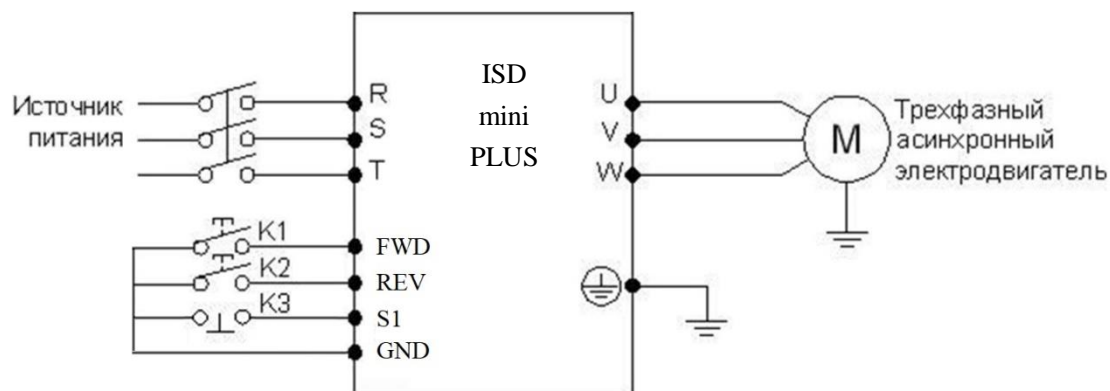 ISD
mini
PLUS
Источник
питания
R
S
T
U
V
W
M
Трехфазный
асинхронный
электродвигатель
K1
FWD
K2
REV
K3
S1
GND